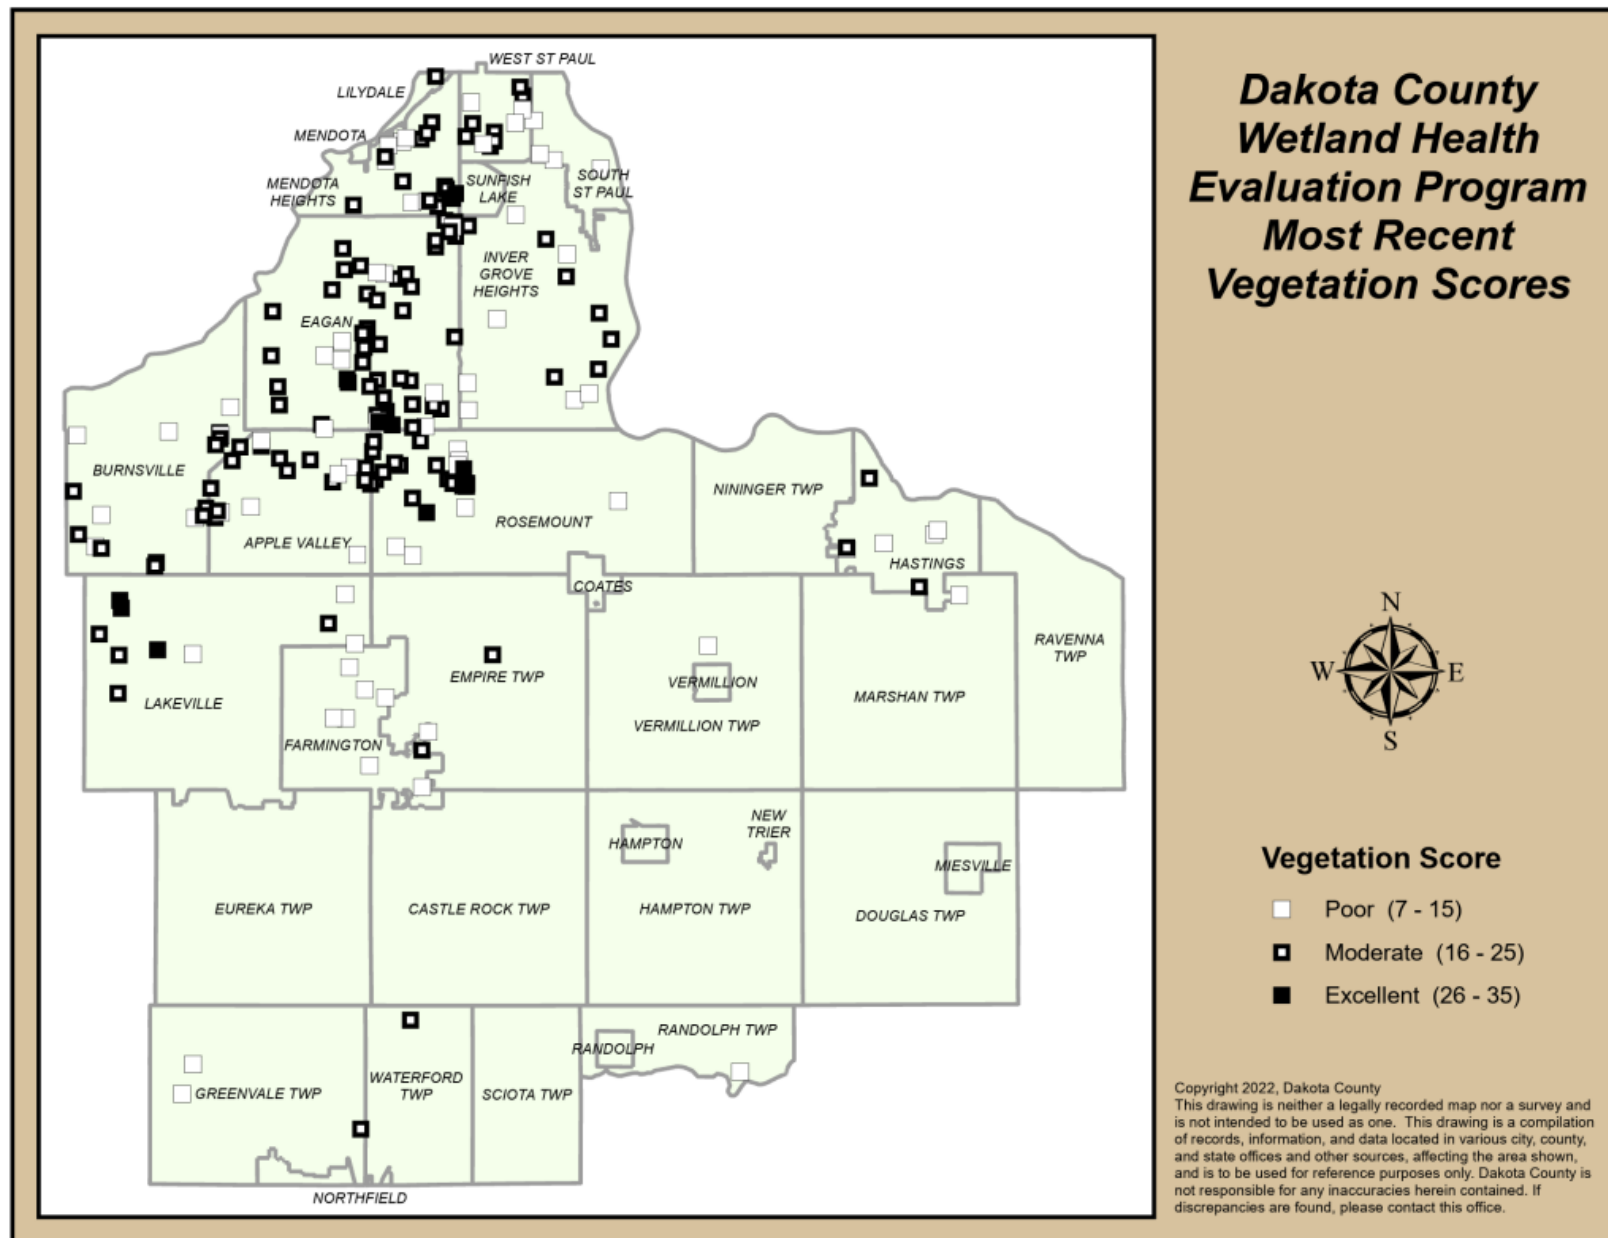 Dakota County
Wetland Health
Evaluation Program
Most Recent
Vegetation Scores
WEST ST PAUL
LILYDALE
MENDOTA
MENDOTA
HEIGHTS
SUNFISH
LAKE
SOUTH
ST PAUL
INVER
GROVE
HEIGHTS
EAGAN
BURNSVILLE
APPLE VALLEY
ROSEMOUNT
NININGER TWP
HASTINGS
COATES
RAVENNA
TWP
LAKEVILLE
FARMINGTON
EMPIRE TWP
VERMILLION
VERMILLION TWP
MARSHAN TWP
HAMPTON
NEW
TRIER
MIESVILLE
EUREKA TWP
CASTLE ROCK TWP
HAMPTON TWP
DOUGLAS TWP
RANDOLPH TWP
RANDOLPH
GREENVALE TWP
WATERFORD
TWP
SCIOTA TWP
NORTHFIELD
N
W
E
S
Vegetation Score
Poor (7 - 15)
Moderate (16 - 25)
Excellent (26 - 35)
Copyright 2022, Dakota County
This drawing is neither a legally recorded map nor a survey and
is not intended to be used as one. This drawing is a compilation
of records, information, and data located in various city, county,
and state offices and other sources, affecting the area shown,
and is to be used for reference purposes only. Dakota County is
not responsible for any inaccuracies herein contained. If
discrepancies are found, please contact this office.